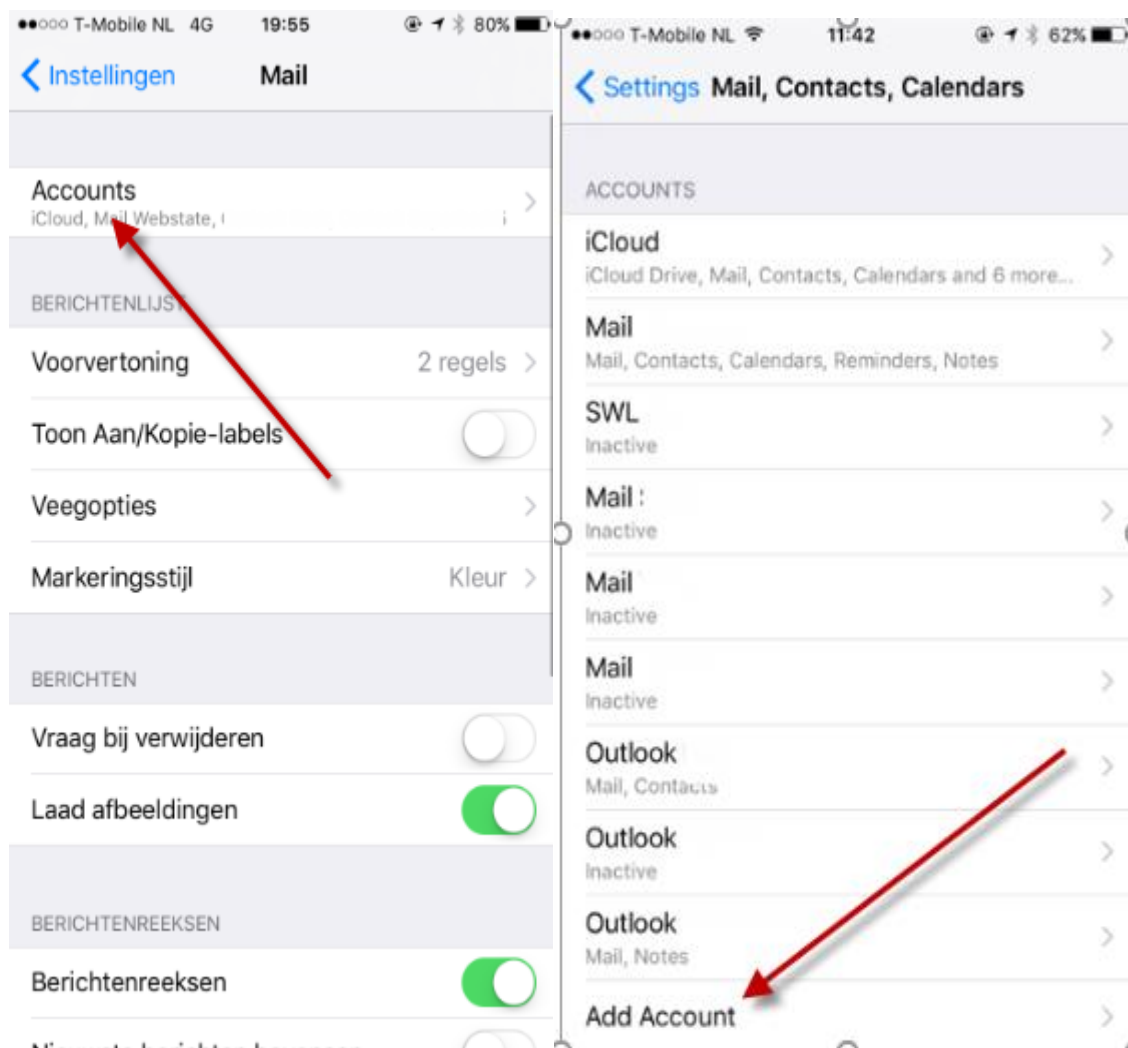 T-Mobile NL 4G 19:55 80%
Instellingen Mail
Accounts
iCloud, Mail Webstate,
BERICHTENLIJST
Voorvertoning 2 regels
Toon Aan/Kopie-labels
Veegopties
Markeringsstijl Kleur
BERICHTEN
Vraag bij verwijderen
Laad afbeeldingen
BERICHTENREEKSEN
Berichtenreeksen
T-Mobile NL 11:42 62%
Settings Mail, Contacts, Calendars
ACCOUNTS
iCloud
iCloud Drive, Mail, Contacts, Calendars and 6 more...
Mail
Mail, Contacts, Calendars, Reminders, Notes
SWL
Inactive
Mail
Inactive
Mail
Inactive
Mail
Inactive
Outlook
Mail, Contacts
Outlook
Inactive
Outlook
Mail, Notes
Add Account